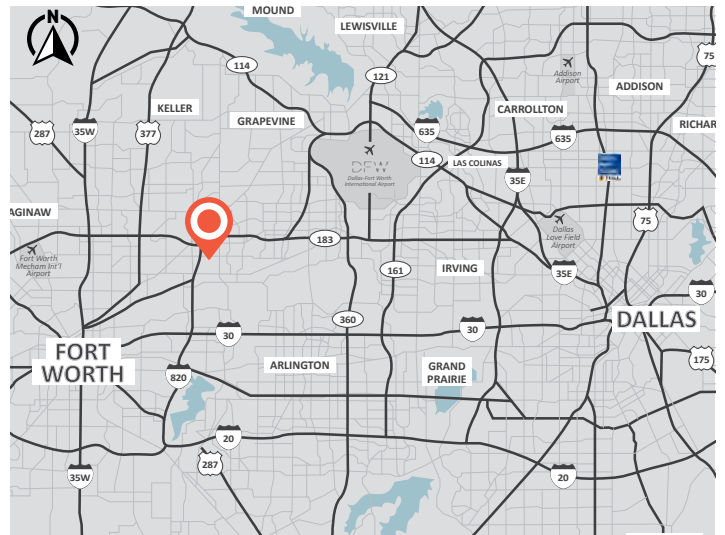 N
MOUND
LEWISVILLE
114
121
75
Addison
Airport
ADDISON
KELLER
CARROLLTON
287
35W
377
GRAPEVINE
635
635
RICHAR
DFW
Dallas-Fort Worth
International Airport
114
LAS COLINAS
35E
AGINAW
183
75
Dallas
Love Field
Airport
Fort Worth
Mecham Int'l
Airport
161
IRVING
35E
30
360
30
30
DALLAS
FORT
WORTH
820
ARLINGTON
GRAND
PRAIRIE
175
20
287
35W
20